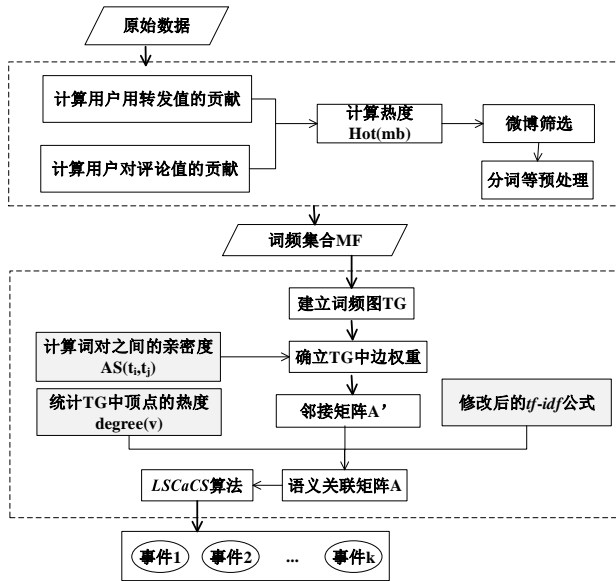 原始数据
计算用户用转发值的贡献
计算用户对评论值的贡献
计算热度
Hot(mb)
微博筛选
分词等预处理
词频集合MF
建立词频图TG
计算词对之间的亲密度
AS(ti,tj)
确立TG中边权重
统计TG中顶点的热度
degree(v)
邻接矩阵A’
修改后的tf-idf公式
LSCaCS算法
语义关联矩阵A
事件1 事件2 ... 事件k